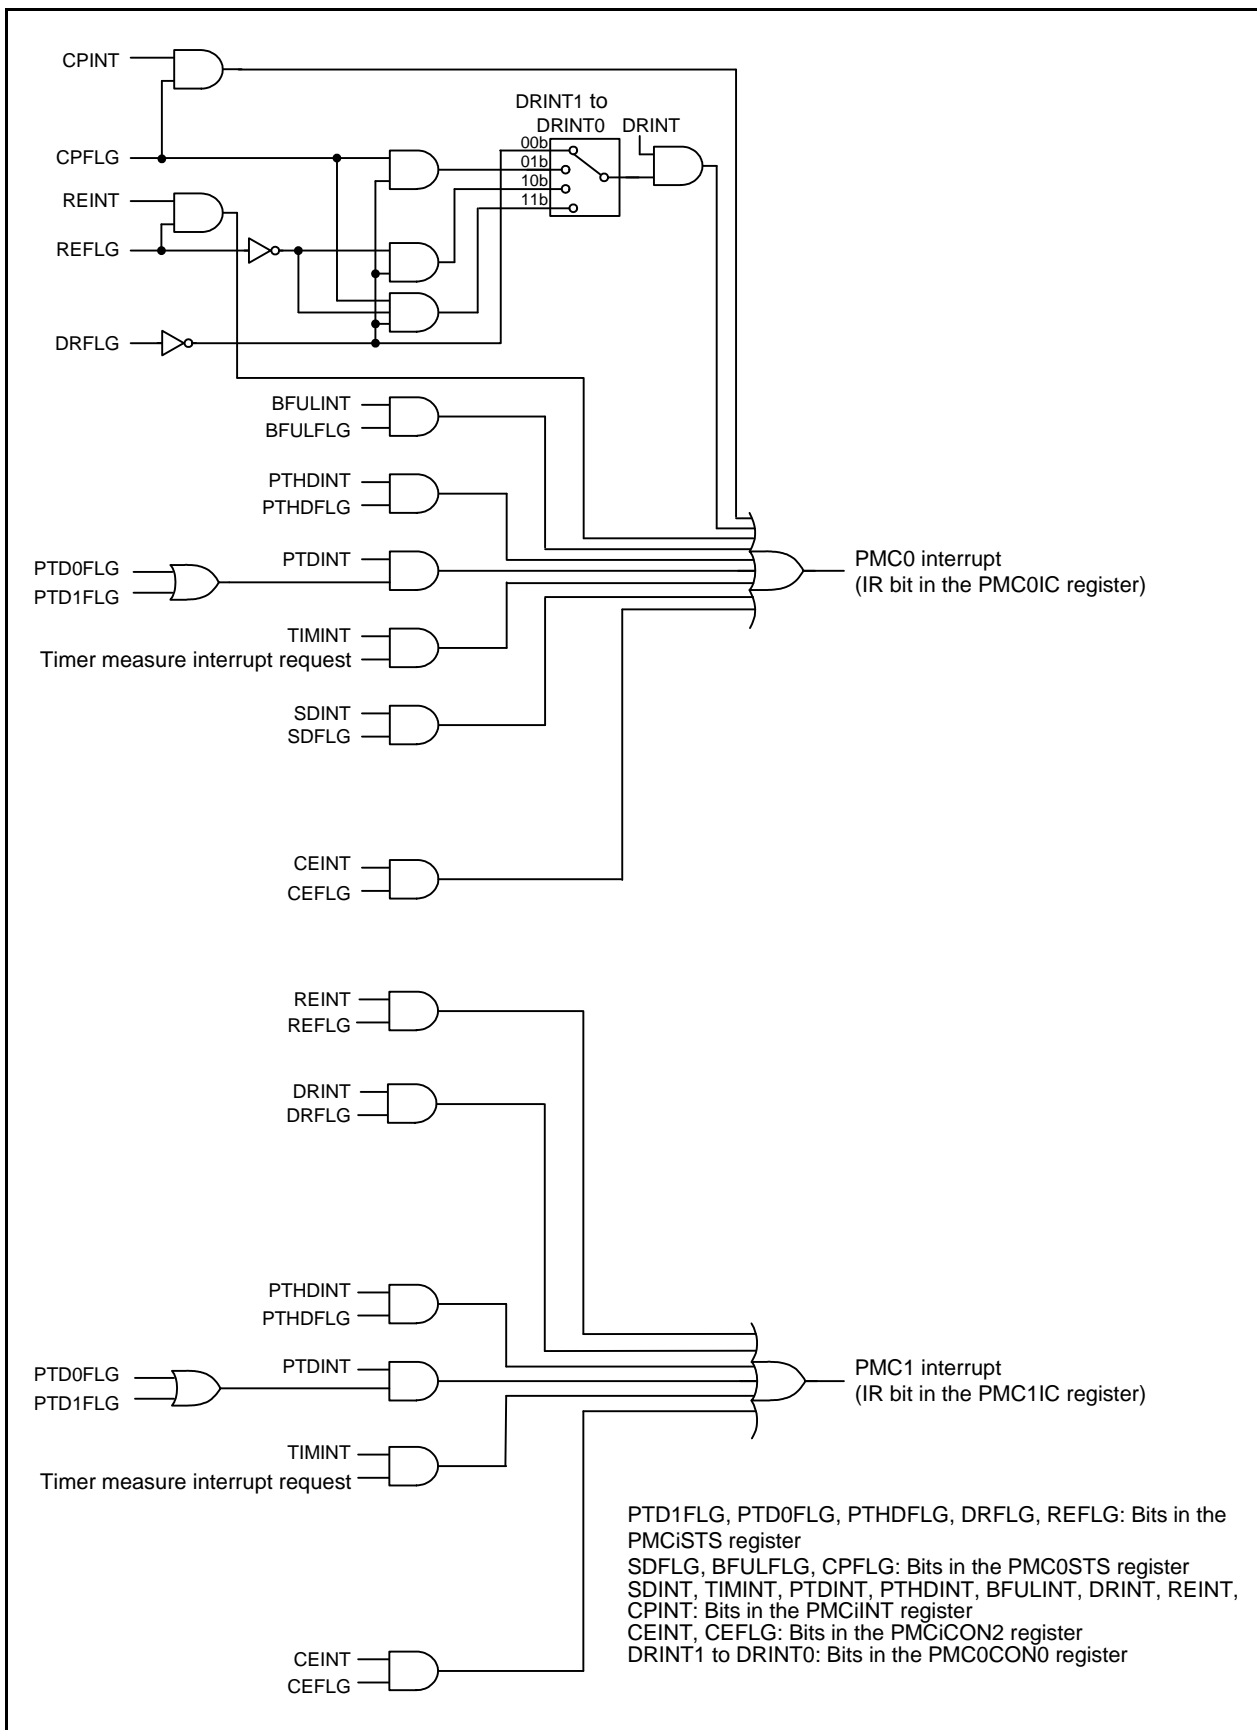 CPINT
DRINT1 to
DRINT0
DRINT
00b
CPFLG
01b
10b
REINT
11b
REFLG
DRFLG
BFULINT
BFULFLG
PTHDINT
PTHDFLG
PTDINT
PTD0FLG
PTD1FLG
PMC0 interrupt
(IR bit in the PMC0IC register)
TIMINT
Timer measure interrupt request
SDINT
SDFLG
CEINT
CEFLG
REINT
REFLG
DRINT
DRFLG
PTHDINT
PTHDFLG
PTDINT
PTD0FLG
PTD1FLG
PMC1 interrupt
(IR bit in the PMC1IC register)
TIMINT
Timer measure interrupt request
PTD1FLG, PTD0FLG, PTHDFLG, DRFLG, REFLG: Bits in the
PMCiSTS register
SDFLG, BFULFLG, CPFLG: Bits in the PMC0STS register
SDINT, TIMINT, PTDINT, PTHDINT, BFULINT, DRINT, REINT,
CPINT: Bits in the PMCiINT register
CEINT, CEFLG: Bits in the PMCiCON2 register
DRINT1 to DRINT0: Bits in the PMC0CON0 register
CEINT
CEFLG